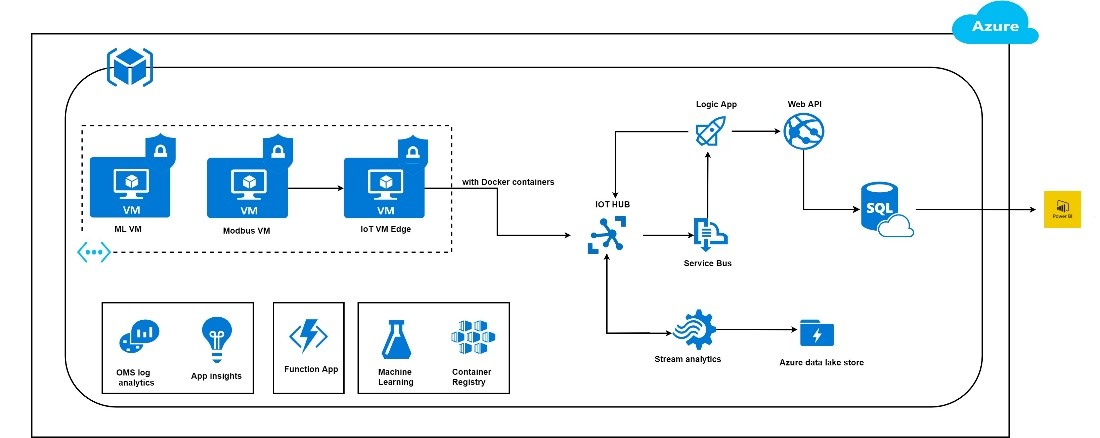 Azure
Logic App
Web API
VM
VM
VM
with Docker containers
ML VM
Modbus VM
IoT VM Edge
IOT HUB
SQL
Power BI
Service Bus
Stream analytics
Azure data lake store
OMS log
analytics
App insights
Function App
Machine
Learning
Container
Registry